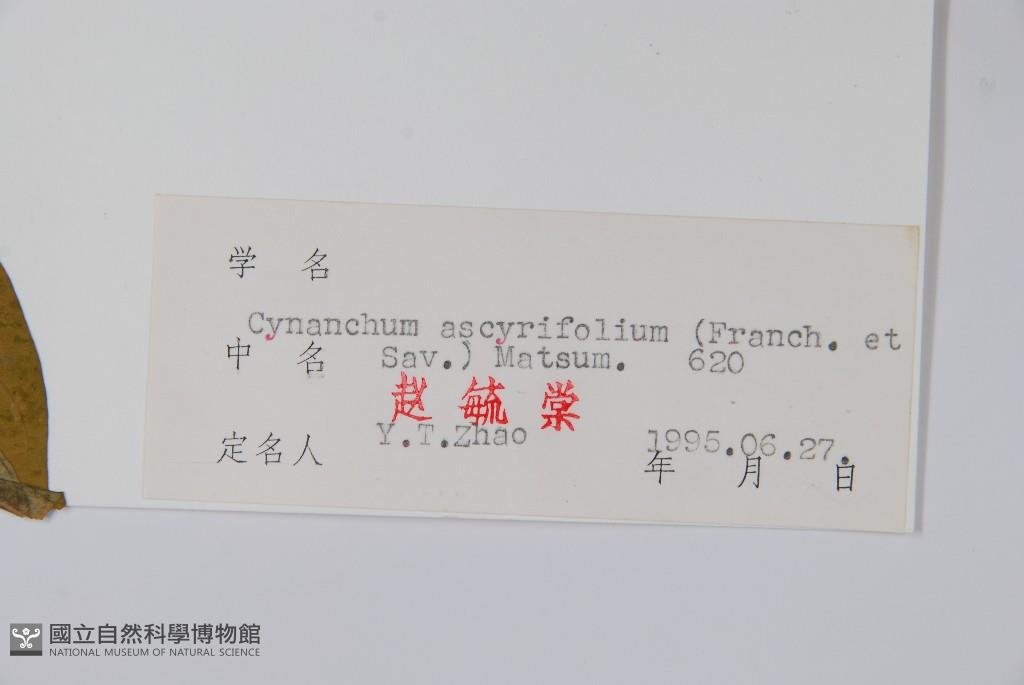 学 名
Cynanchum ascyrifolium (Franch. et
中 名 Sav.) Matsum. 620
赵 毓 棠
定名人 Y.T.Zhao 1995.06.27.
年 月 日
國立自然科學博物館
NATIONAL MUSEUM OF NATURAL SCIENCE